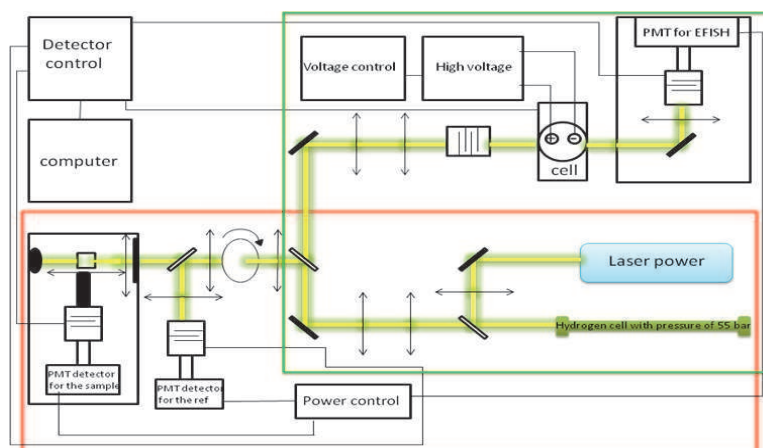 Detector
control
Voltage control
High voltage
PMT for EFISH
computer
cell
Laser power
Hydrogen cell with pressure of 55 bar
PMT detector
for the sample
PMT detector
for the ref
Power control